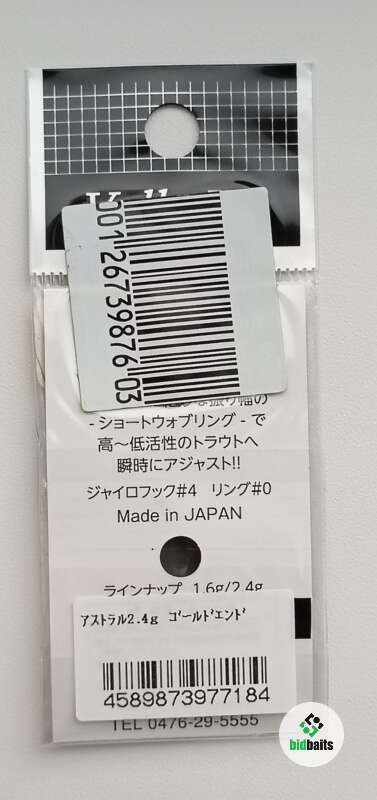 0012673987603
- ショートウォブリング - で
高〜低活性のトラウトへ
瞬時にアジャスト!!
ジャイロフック#4 リング#0
Made in JAPAN
ラインナップ 1.6g/2.4g
アストラル2.4g ゴールドエンド
4589873977184
TEL 0476-29-5555
bidbaits